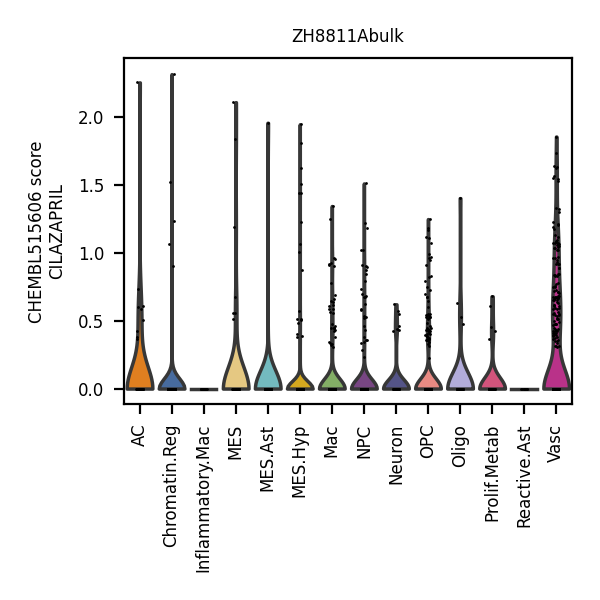 ZH8811Abulk
CHEMBL515606 score
CILAZAPRIL
2.0
1.5
1.0
0.5
0.0
AC
Chromatin.Reg
Inflammatory.Mac
MES
MES.Ast
MES.Hyp
Mac
NPC
Neuron
OPC
Oligo
Prolif.Metab
Reactive.Ast
Vasc